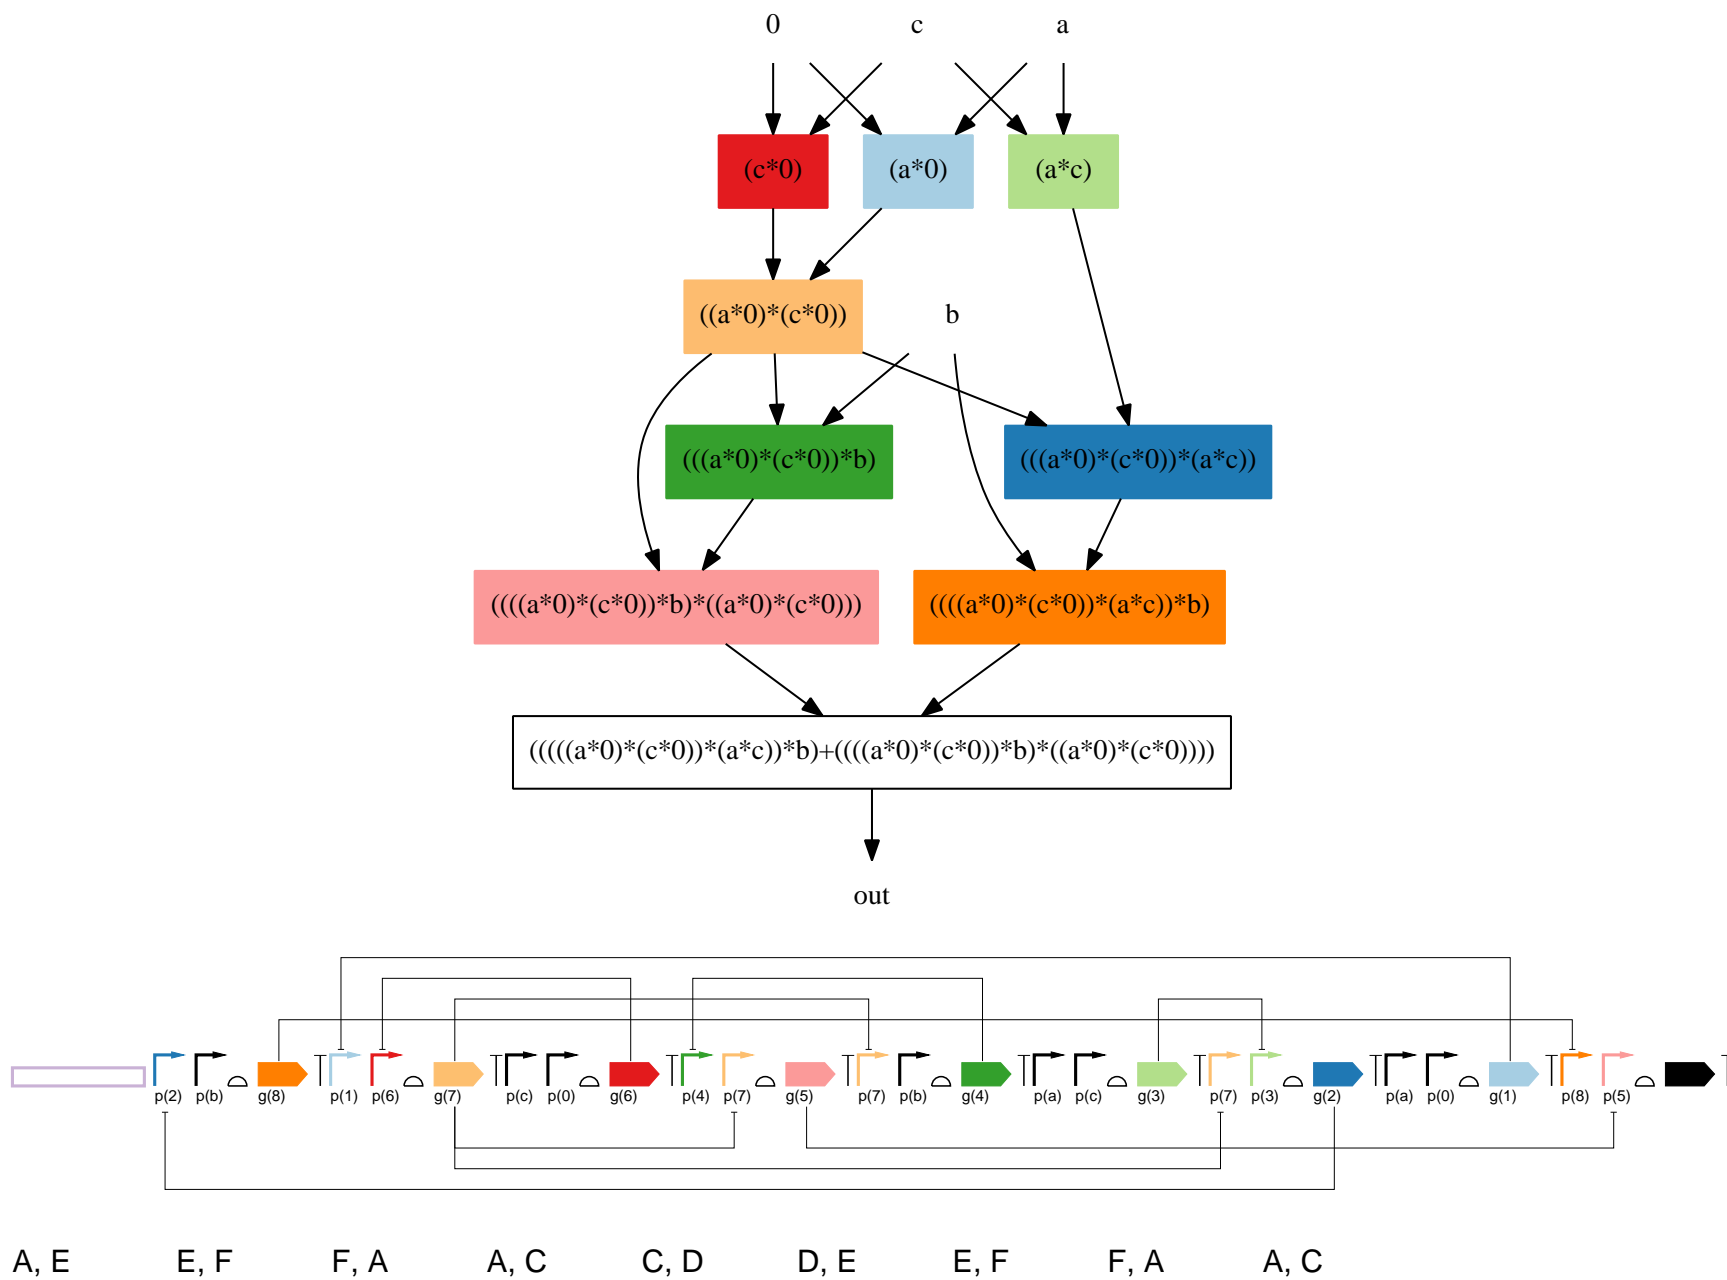 0 c a
(c*0) (a*0) (a*c)
((a*0)*(c*0)) b
(((a*0)*(c*0))*b) (((a*0)*(c*0))*(a*c))
((((a*0)*(c*0))*b)*((a*0)*(c*0))) ((((a*0)*(c*0))*(a*c))*b)
(((((a*0)*(c*0))*(a*c))*b)+((((a*0)*(c*0))*b)*((a*0)*(c*0))))
out
p(2) p(b) g(8) p(1) p(6) g(7) p(c) p(0) g(6) p(4) p(7) g(5) p(7) p(b) g(4) p(a) p(c) g(3) p(7) p(3) g(2) p(a) p(0) g(1) p(8) p(5)
A, E E, F F, A A, C C, D D, E E, F F, A A, C